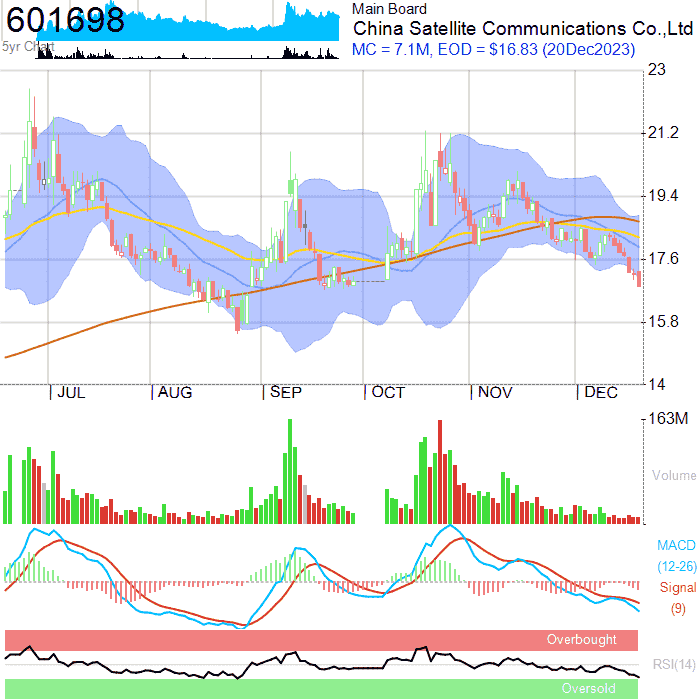 601698
Main Board
China Satellite Communications Co.,Ltd
MC = 7.1M, EOD = $16.83 (20Dec2023)
5yr Chart
23
21.2
19.4
17.6
15.8
14
| JUL | AUG | SEP | OCT | NOV | DEC
163M
Volume
MACD
(12-26)
Signal
(9)
Overbought
RSI(14)
Oversold